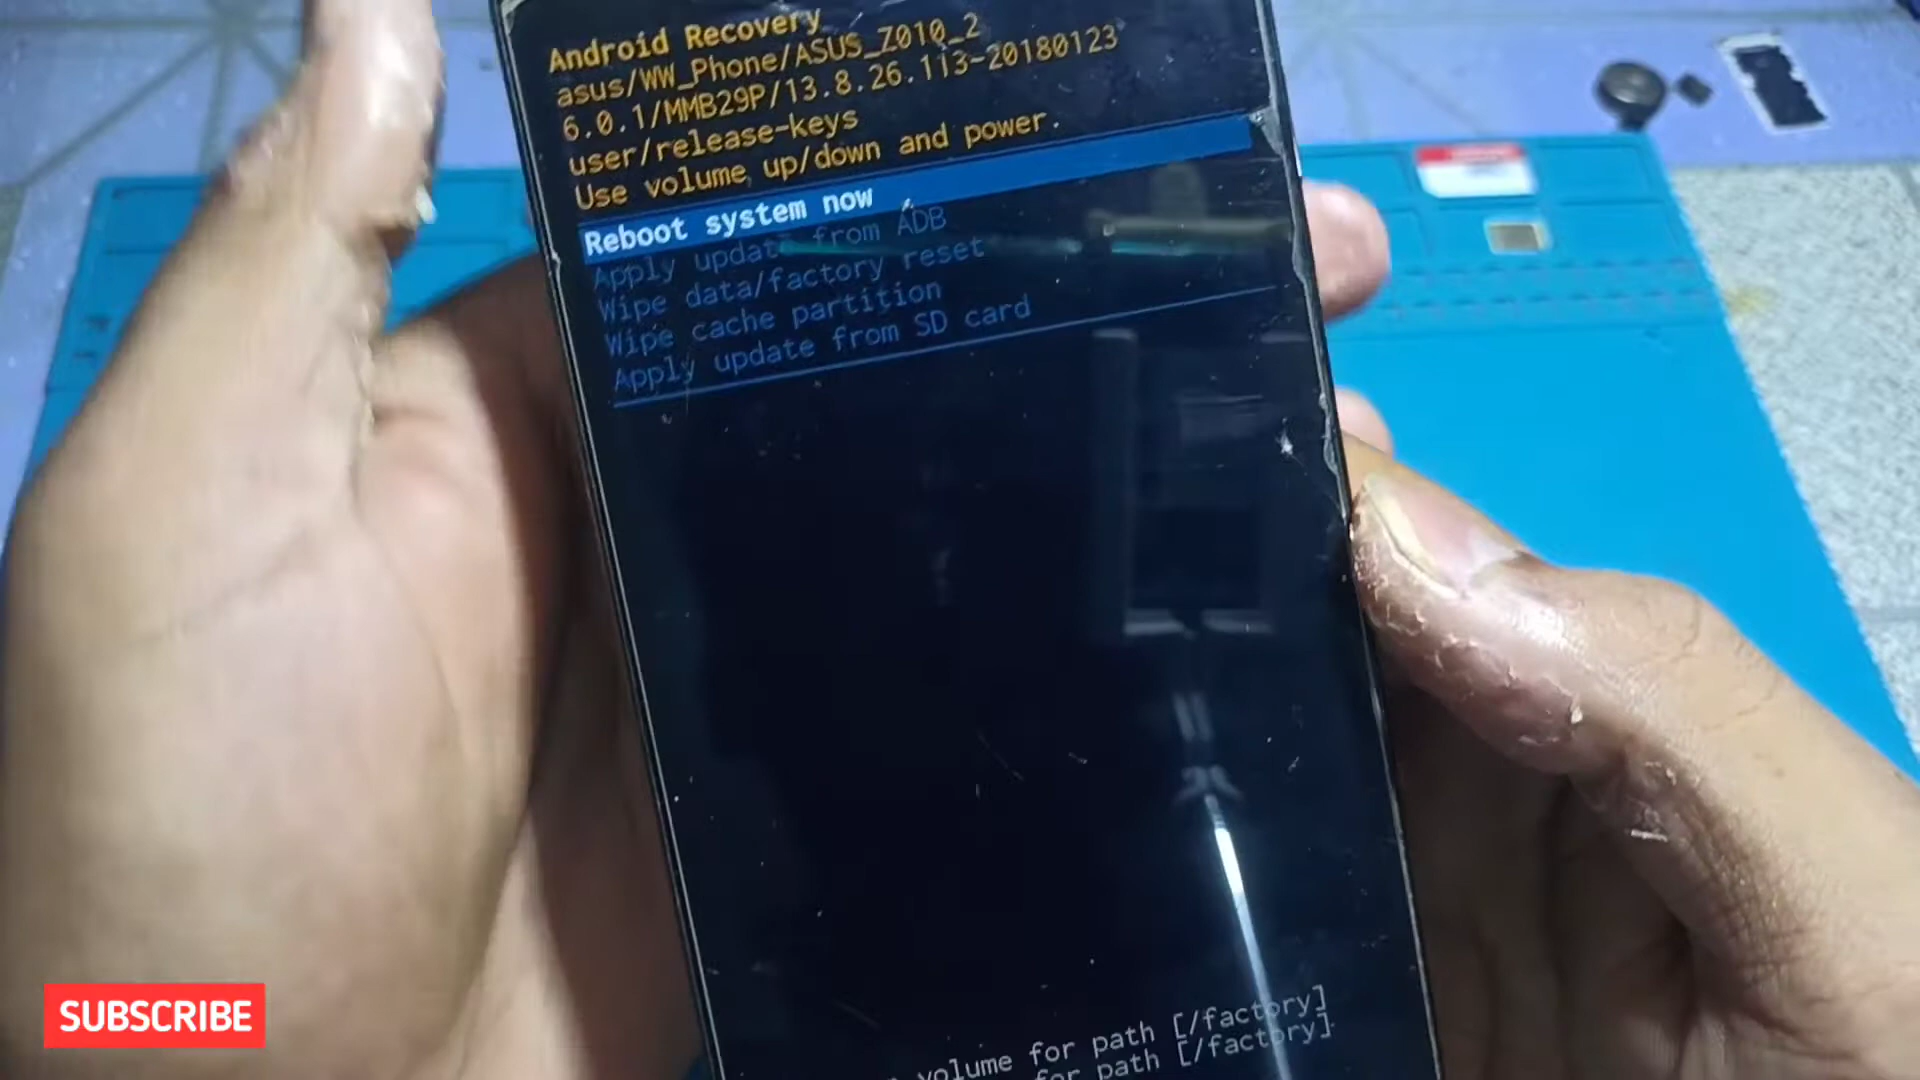 Android Recovery
asus/WW_Phone/ASUS_Z010_2
6.0.1/MMB29P/13.8.26.113-20180123
user/release-keys
Use volume up/down and power.
Reboot system now
Apply update from ADB
Wipe data/factory reset
Wipe cache partition
Apply update from SD card
volume for path [/factory]
for path [/factory].
SUBSCRIBE